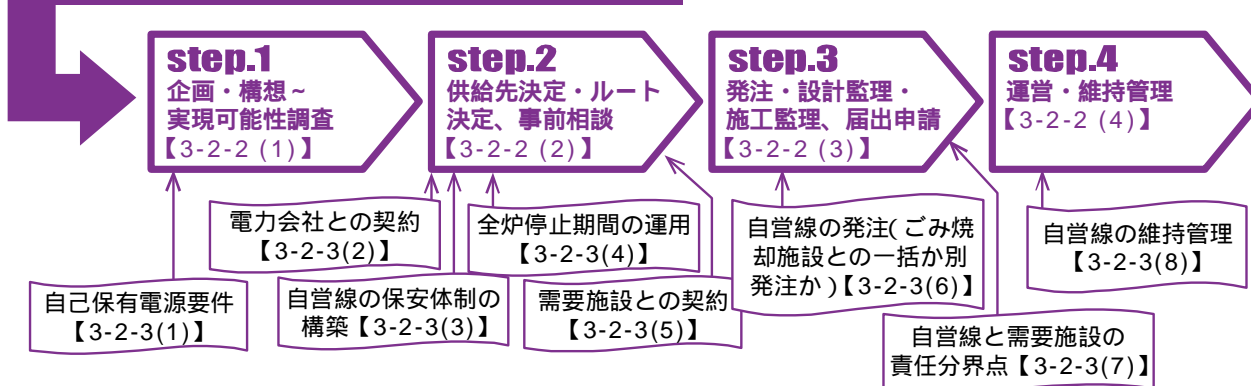 step.1
企画・構想~
実現可能性調査
【3-2-2 (1)】
step.2
供給先決定・ルート
決定、事前相談
【3-2-2 (2)】
step.3
発注・設計監理・
施工監理、届出申請
【3-2-2 (3)】
step.4
運営・維持管理
【3-2-2 (4)】
電力会社との契約
【3-2-3(2)】
全炉停止期間の運用
【3-2-3(4)】
自営線の発注(ごみ焼
却施設との一括か別
発注か)【3-2-3(6)】
自営線の維持管理
【3-2-3(8)】
自己保有電源要件
【3-2-3(1)】
自営線の保安体制の
構築【3-2-3(3)】
需要施設との契約
【3-2-3(5)】
自営線と需要施設の
責任分界点【3-2-3(7)】